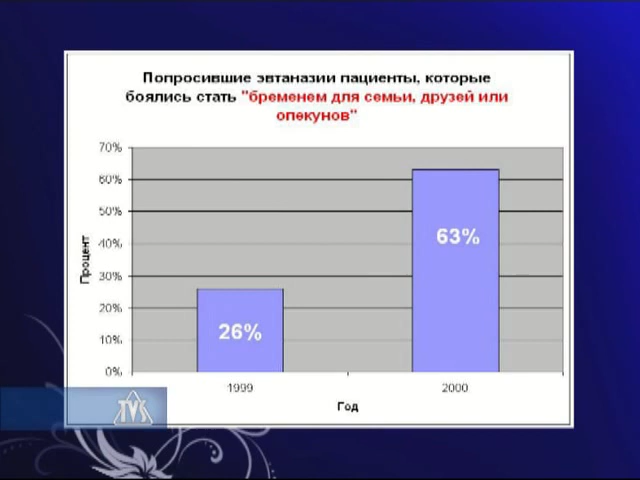 Попросившие эвтаназии пациенты, которые
боялись стать "бременем для семьи, друзей или
опекунов"
70%
60%
50%
40%
30%
20%
10%
0%
Процент
26%
63%
1999
2000
Год
TVS